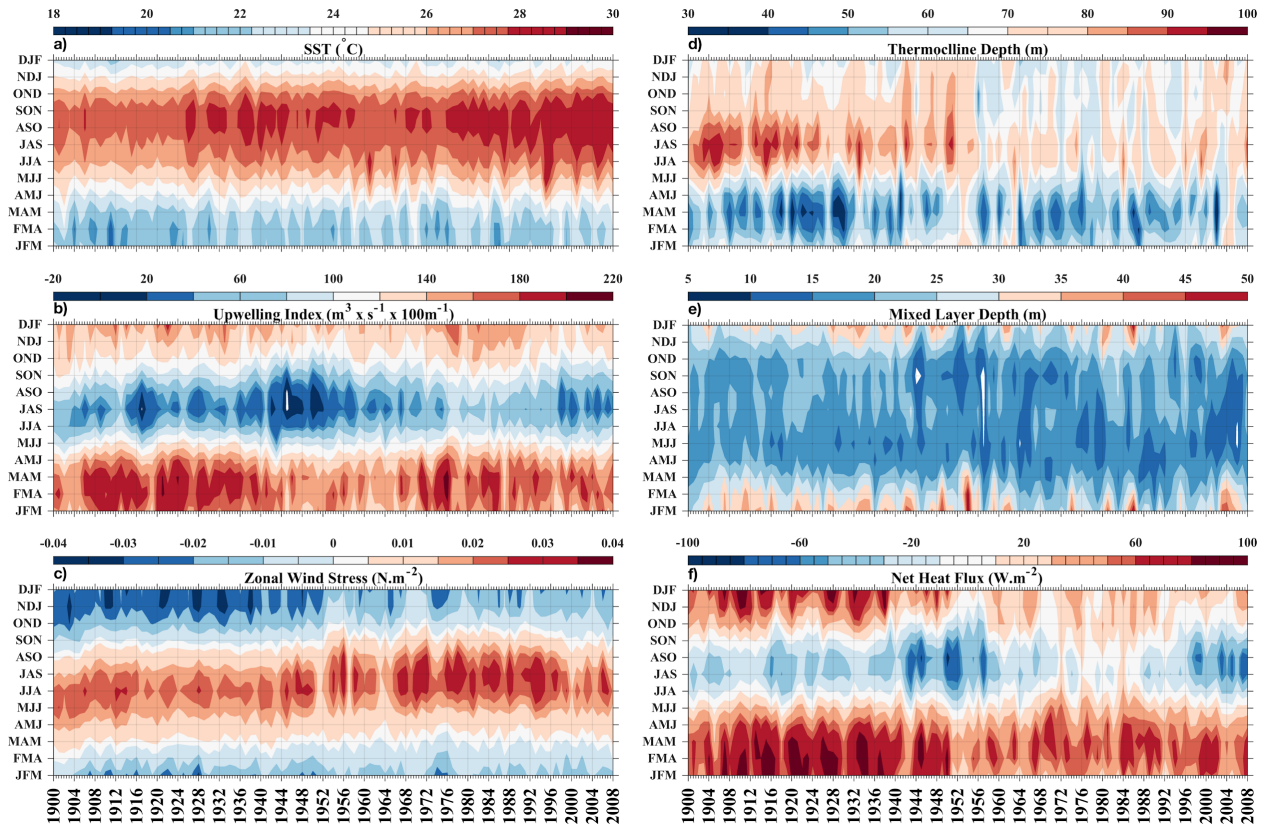 18 20 22 24 26 28 30
a) SST (°C)
DJF
NDJ
OND
SON
ASO
JAS
JJA
MJJ
AMJ
MAM
FMA
JFM
30 40 50 60 70 80 90 100
d) Thermocline Depth (m)
DJF
NDJ
OND
SON
ASO
JAS
JJA
MJJ
AMJ
MAM
FMA
JFM
-20 20 60 100 140 180 220
b) Upwelling Index (m³ x s⁻¹ x 100m⁻¹)
DJF
NDJ
OND
SON
ASO
JAS
JJA
MJJ
AMJ
MAM
FMA
JFM
5 10 15 20 25 30 35 40 45 50
e) Mixed Layer Depth (m)
DJF
NDJ
OND
SON
ASO
JAS
JJA
MJJ
AMJ
MAM
FMA
JFM
-0.04 -0.03 -0.02 -0.01 0 0.01 0.02 0.03 0.04
c) Zonal Wind Stress (N.m⁻²)
DJF
NDJ
OND
SON
ASO
JAS
JJA
MJJ
AMJ
MAM
FMA
JFM
1900 1904 1908 1912 1916 1920 1924 1928 1932 1936 1940 1944 1948 1952 1956 1960 1964 1968 1972 1976 1980 1984 1988 1992 1996 2000 2004 2008
-100 -60 -20 20 60 100
f) Net Heat Flux (W.m⁻²)
DJF
NDJ
OND
SON
ASO
JAS
JJA
MJJ
AMJ
MAM
FMA
JFM
1900 1904 1908 1912 1916 1920 1924 1928 1932 1936 1940 1944 1948 1952 1956 1960 1964 1968 1972 1976 1980 1984 1988 1992 1996 2000 2004 2008